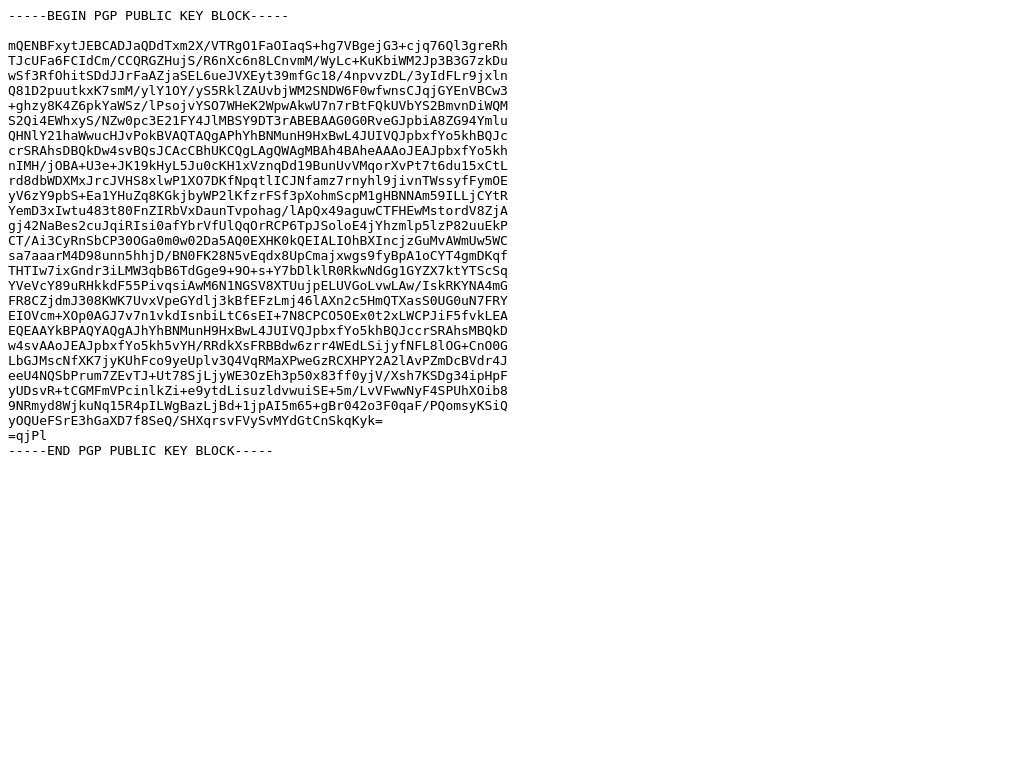 -----BEGIN PGP PUBLIC KEY BLOCK-----

mQENBFxytJEBCADJaQDdTxm2X/VTRgO1FaOIaqS+hg7VBgejG3+cjq76Ql3greRh
TJcUFa6FCIdCm/CCQRGZHujS/R6nXc6n8LCnvmM/WyLc+KuKbiWM2Jp3B3G7zkDu
wSf3RfOhitSDdJJrFaAZjaSEL6ueJVXEyt39mfGc18/4npvvzDL/3yIdFLr9jxln
Q81D2puutkxK7smM/ylY1OY/yS5RklZAUvbjWM2SNDW6F0wfwnsCJqjGYEnVBCw3
+ghzy8K4Z6pkYaWSz/lPsojvYSO7WHeK2WpwAkwU7n7rBtFQkUVbYS2BmvnDiWQM
S2Qi4EWhxyS/NZw0pc3E21FY4JlMBSY9DT3rABEBAAG0G0RveGJpbiA8ZG94Ymlu
QHNlY21haWwucHJvPokBVAQTAQgAPhYhBNMunH9HxBwL4JUIVQJpbxfYo5khBQJc
crSRAhsDBQkDw4svBQsJCAcCBhUKCQgLAgQWAgMBAh4BAheAAAoJEAJpbxfYo5kh
nIMH/jOBA+U3e+JK19kHyL5Ju0cKH1xVznqDd19BunUvVMqorXvPt7t6du15xCtL
rd8dbWDXMxJrcJVHS8xlwP1XO7DKfNpqtlICJNfamz7rnyhl9jivnTWssyfFymOE
yV6zY9pbS+Ea1YHuZq8KGkjbyWP2lKfzrFSf3pXohmScpM1gHBNNAm59ILLjCYtR
YemD3xIwtu483t80FnZIRbVxDaunTvpohag/lApQx49aguwCTFHEwMstordV8ZjA
gj42NaBes2cuJqiRIsi0afYbrVfUlQqOrRCP6TpJSoloE4jYhzmlp5lzP82uuEkP
CT/Ai3CyRnSbCP30OGa0m0w02Da5AQ0EXHK0kQEIALIOhBXIncjzGuMvAWmUw5WC
sa7aaarM4D98unn5hhjD/BN0FK28N5vEqdx8UpCmajxwgs9fyBpA1oCYT4gmDKqf
THTIw7ixGndr3iLMW3qbB6TdGge9+9O+s+Y7bDlklR0RkwNdGg1GYZX7ktYTScSq
YVeVcY89uRHkkdF55PivqsiAwM6N1NGSV8XTUujpELUVGoLvwLAw/IskRKYNA4mG
FR8CZjdmJ308KWK7UvxVpeGYdlj3kBfEFzLmj46lAXn2c5HmQTXasS0UG0uN7FRY
EIOVcm+XOp0AGJ7v7n1vkdIsnbiLtC6sEI+7N8CPCO5OEx0t2xLWCPJiF5fvkLEA
EQEAAYkBPAQYAQgAJhYhBNMunH9HxBwL4JUIVQJpbxfYo5khBQJccrSRAhsMBQkD
w4svAAoJEAJpbxfYo5kh5vYH/RRdkXsFRBBdw6zrr4WEdLSijyfNFL8lOG+CnO0G
LbGJMscNfXK7jyKUhFco9yeUplv3Q4VqRMaXPweGzRCXHPY2A2lAvPZmDcBVdr4J
eeU4NQSbPrum7ZEvTJ+Ut78SjLjyWE3OzEh3p50x83ff0yjV/Xsh7KSDg34ipHpF
yUDsvR+tCGMFmVPcinlkZi+e9ytdLisuzldvwuiSE+5m/LvVFwwNyF4SPUhXOib8
9NRmyd8WjkuNq15R4pILWgBazLjBd+1jpAI5m65+gBr042o3F0qaF/PQomsyKSiQ
yOQUeFSrE3hGaXD7f8SeQ/SHXqrsvFVySvMYdGtCnSkqKyk=
=qjPl
-----END PGP PUBLIC KEY BLOCK-----